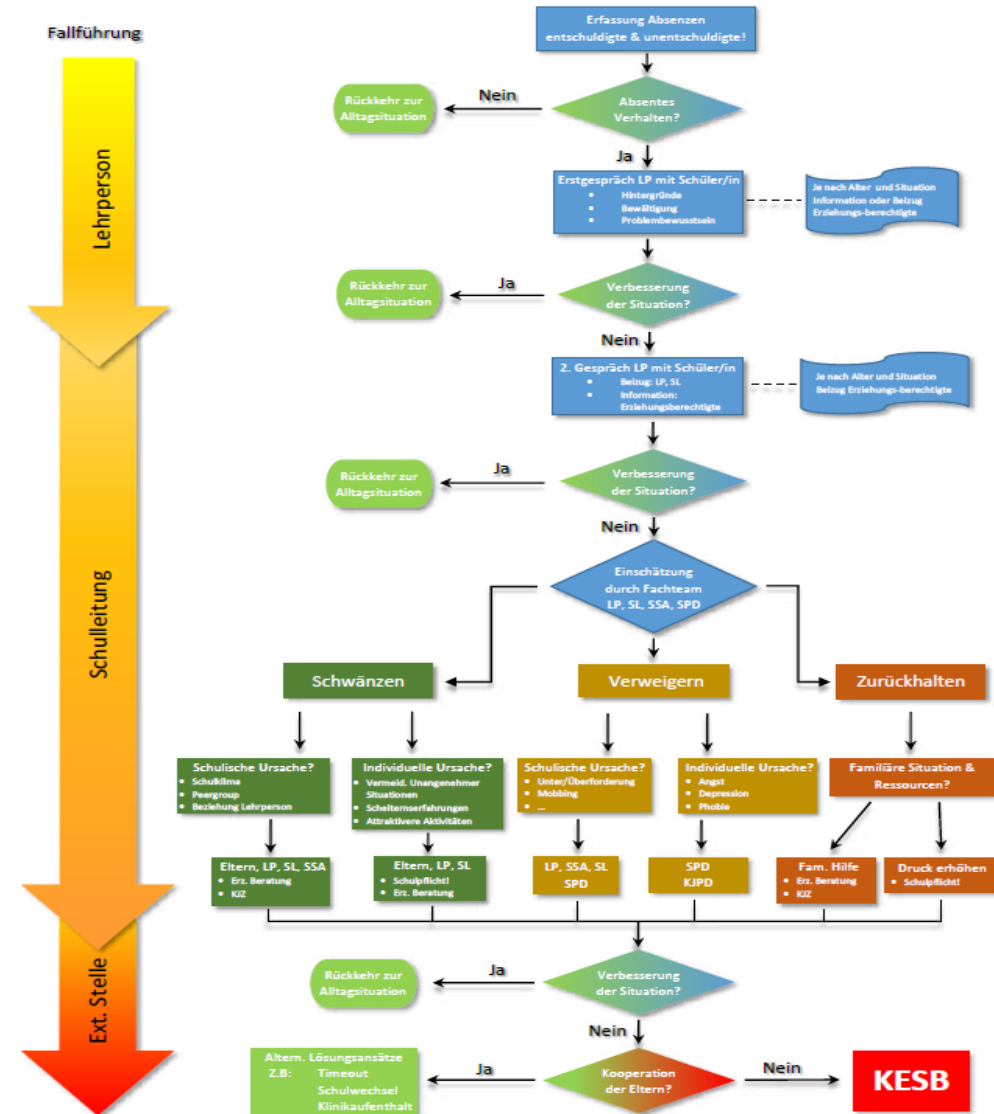 Fallführung
Lehrperson
Schulleitung
Ext. Stelle
Erfassung Absenzen
entschuldigte & unentschuldigte!
Absentes
Verhalten?
Nein
Rückkehr zur
Alltagsituation
Ja
Erstgespräch LP mit Schüler/in
• Hintergründe
• Bewältigung
• Problembewusstsein
Je nach Alter und Situation
Information oder Beizug
Erziehungs-berechtigte
Verbesserung
der Situation?
Ja
Rückkehr zur
Alltagsituation
Nein
2. Gespräch LP mit Schüler/in
• Beizug: LP, SL
• Information:
Erziehungsberechtigte
Je nach Alter und Situation
Beizug Erziehungs-berechtigte
Verbesserung
der Situation?
Ja
Rückkehr zur
Alltagsituation
Nein
Einschätzung
durch Fachteam
LP, SL, SSA, SPD
Schwänzen
Verweigern
Zurückhalten
Schulische Ursache?
• Schulklima
• Peergroup
• Beziehung Lehrperson
Individuelle Ursache?
• Vermeid. Unangenehmer
Situationen
• Scheiternserfahrungen
• Attraktivere Aktivitäten
Schulische Ursache?
• Unter/Überforderung
• Mobbing
• ...
Individuelle Ursache?
• Angst
• Depression
• Phobie
Familiäre Situation &
Ressourcen?
Eltern, LP, SL, SSA
• Erz. Beratung
• KJZ
Eltern, LP, SL
• Schulpflicht!
• Erz. Beratung
LP, SSA, SL
SPD
SPD
KJPD
Fam. Hilfe
• Erz. Beratung
• KJZ
Druck erhöhen
• Schulpflicht!
Verbesserung
der Situation?
Ja
Rückkehr zur
Alltagsituation
Nein
Kooperation
der Eltern?
Ja
Altern. Lösungsansätze
Z.B: Timeout
Schulwechsel
Klinikaufenthalt
Nein
KESB